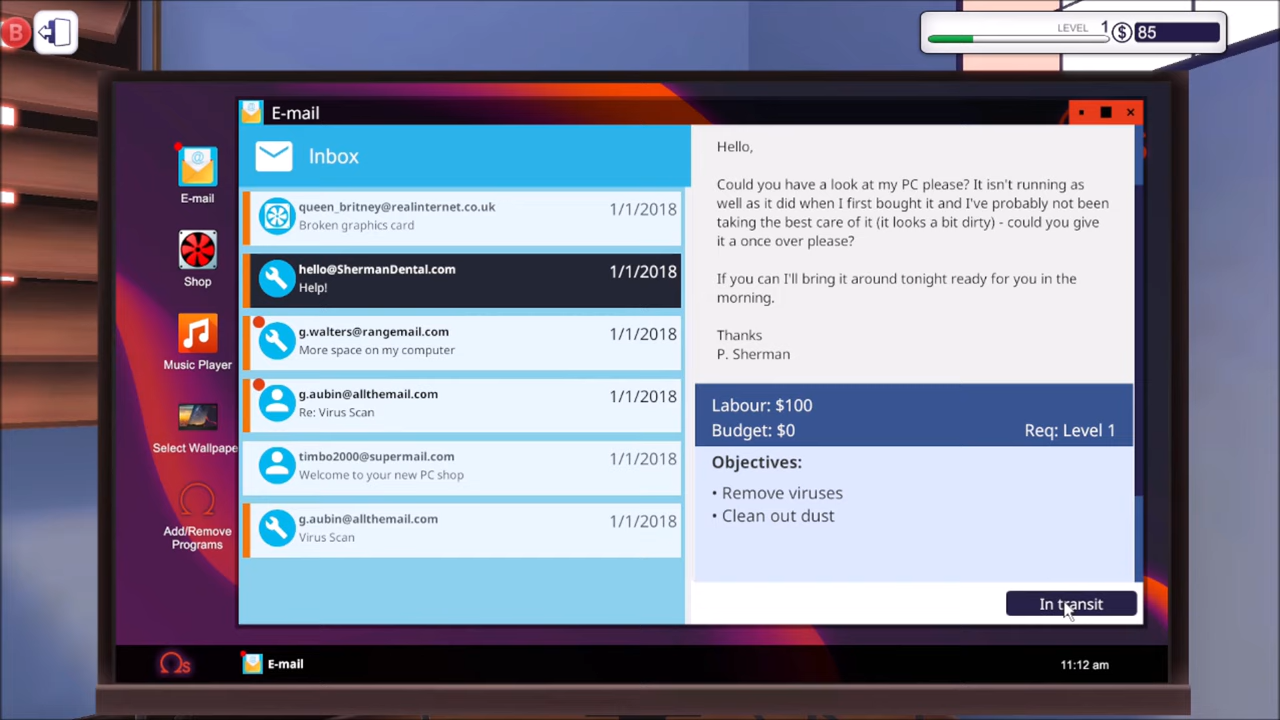 B
LEVEL 1
$ 85
E-mail
Inbox
queen_britney@realinternet.co.uk 1/1/2018
Broken graphics card
hello@ShermanDental.com 1/1/2018
Help!
g.walters@rangemail.com 1/1/2018
More space on my computer
g.aubin@allthemail.com 1/1/2018
Re: Virus Scan
timbo2000@supermail.com 1/1/2018
Welcome to your new PC shop
g.aubin@allthemail.com 1/1/2018
Virus Scan
Hello,
Could you have a look at my PC please? It isn't running as
well as it did when I first bought it and I've probably not been
taking the best care of it (it looks a bit dirty) - could you give
it a once over please?
If you can I'll bring it around tonight ready for you in the
morning.
Thanks
P. Sherman
Labour: $100
Budget: $0 Req: Level 1
Objectives:
• Remove viruses
• Clean out dust
In transit
E-mail
Shop
Music Player
Select Wallpape
Add/Remove
Programs
Ωs
E-mail
11:12 am